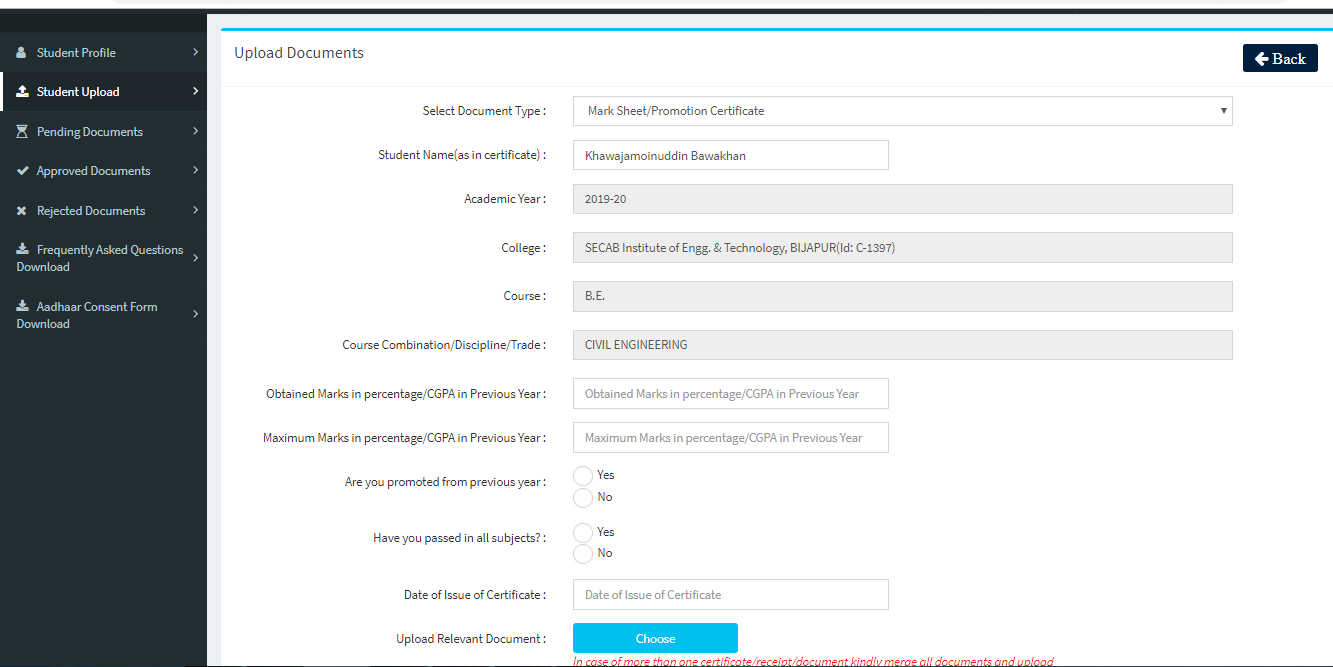 Student Profile
Student Upload
Pending Documents
Approved Documents
Rejected Documents
Frequently Asked Questions
Download
Aadhaar Consent Form
Download
Upload Documents
Back
Select Document Type : Mark Sheet/Promotion Certificate
Student Name(as in certificate) : Khawajamoinuddin Bawakhan
Academic Year : 2019-20
College : SECAB Institute of Engg. & Technology, BIJAPUR(Id: C-1397)
Course : B.E.
Course Combination/Discipline/Trade : CIVIL ENGINEERING
Obtained Marks in percentage/CGPA in Previous Year : Obtained Marks in percentage/CGPA in Previous Year
Maximum Marks in percentage/CGPA in Previous Year : Maximum Marks in percentage/CGPA in Previous Year
Are you promoted from previous year : Yes
No
Have you passed in all subjects? : Yes
No
Date of Issue of Certificate : Date of Issue of Certificate
Upload Relevant Document : Choose
In case of more than one certificate/receipt/document kindly merge all documents and upload